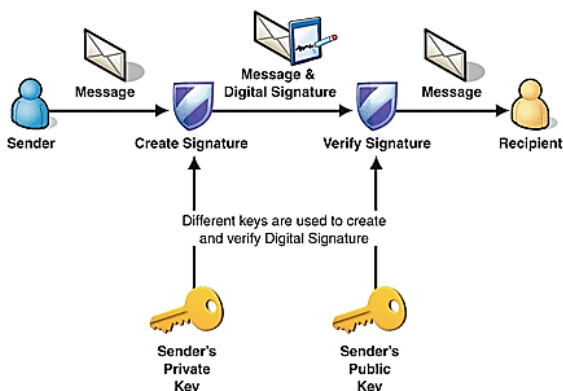 Message
Message &
Digital Signature
Message
Sender
Create Signature
Verify Signature
Recipient
Different keys are used to create
and verify Digital Signature
Sender's
Private
Key
Sender's
Public
Key